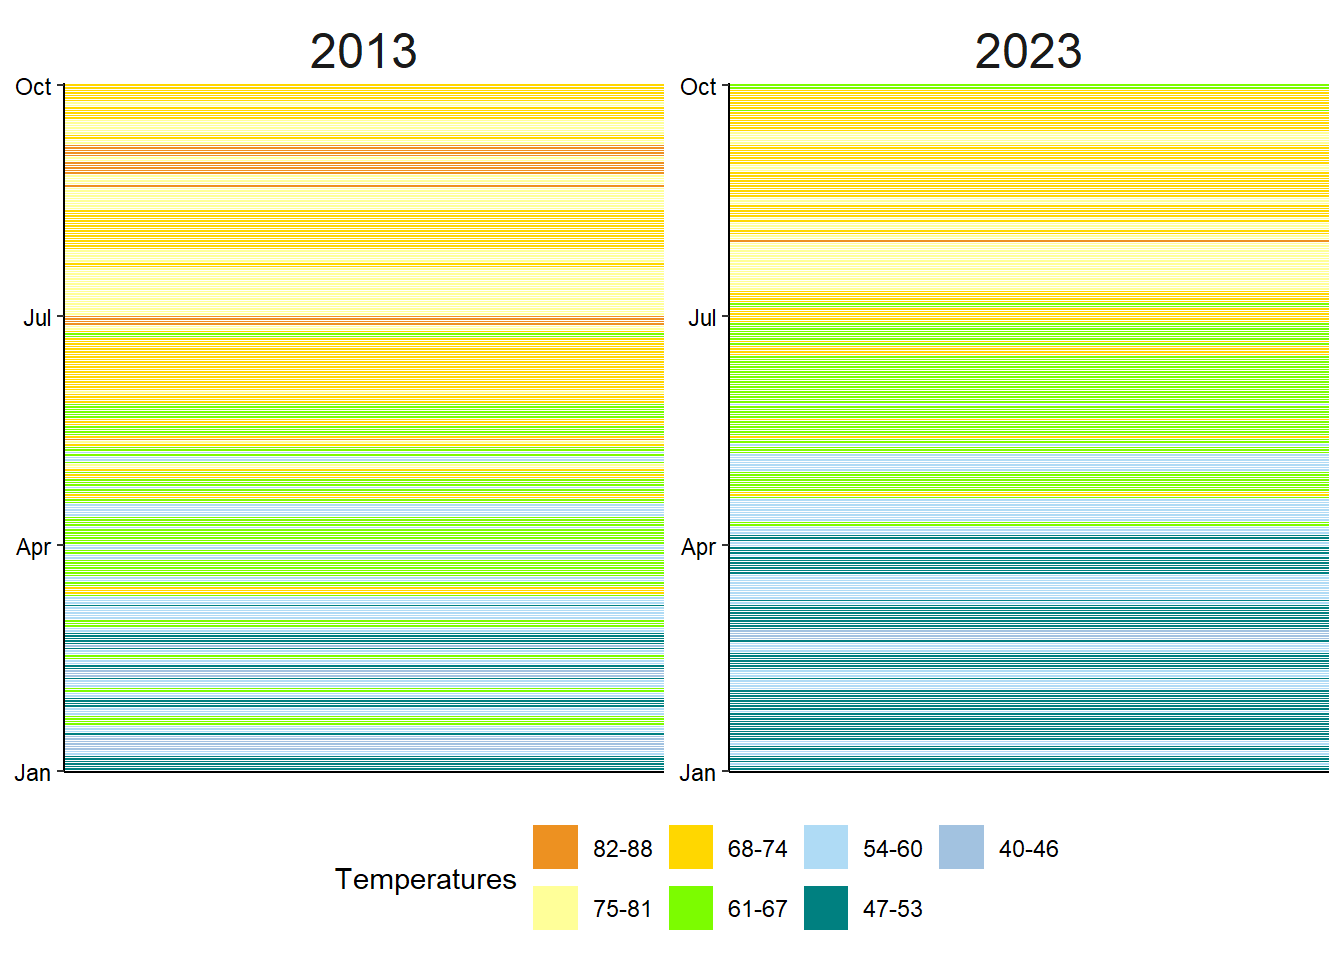 2013 2023
Oct Oct
Jul Jul
Apr Apr
Jan Jan
Temperatures
82-88 68-74 54-60 40-46
75-81 61-67 47-53